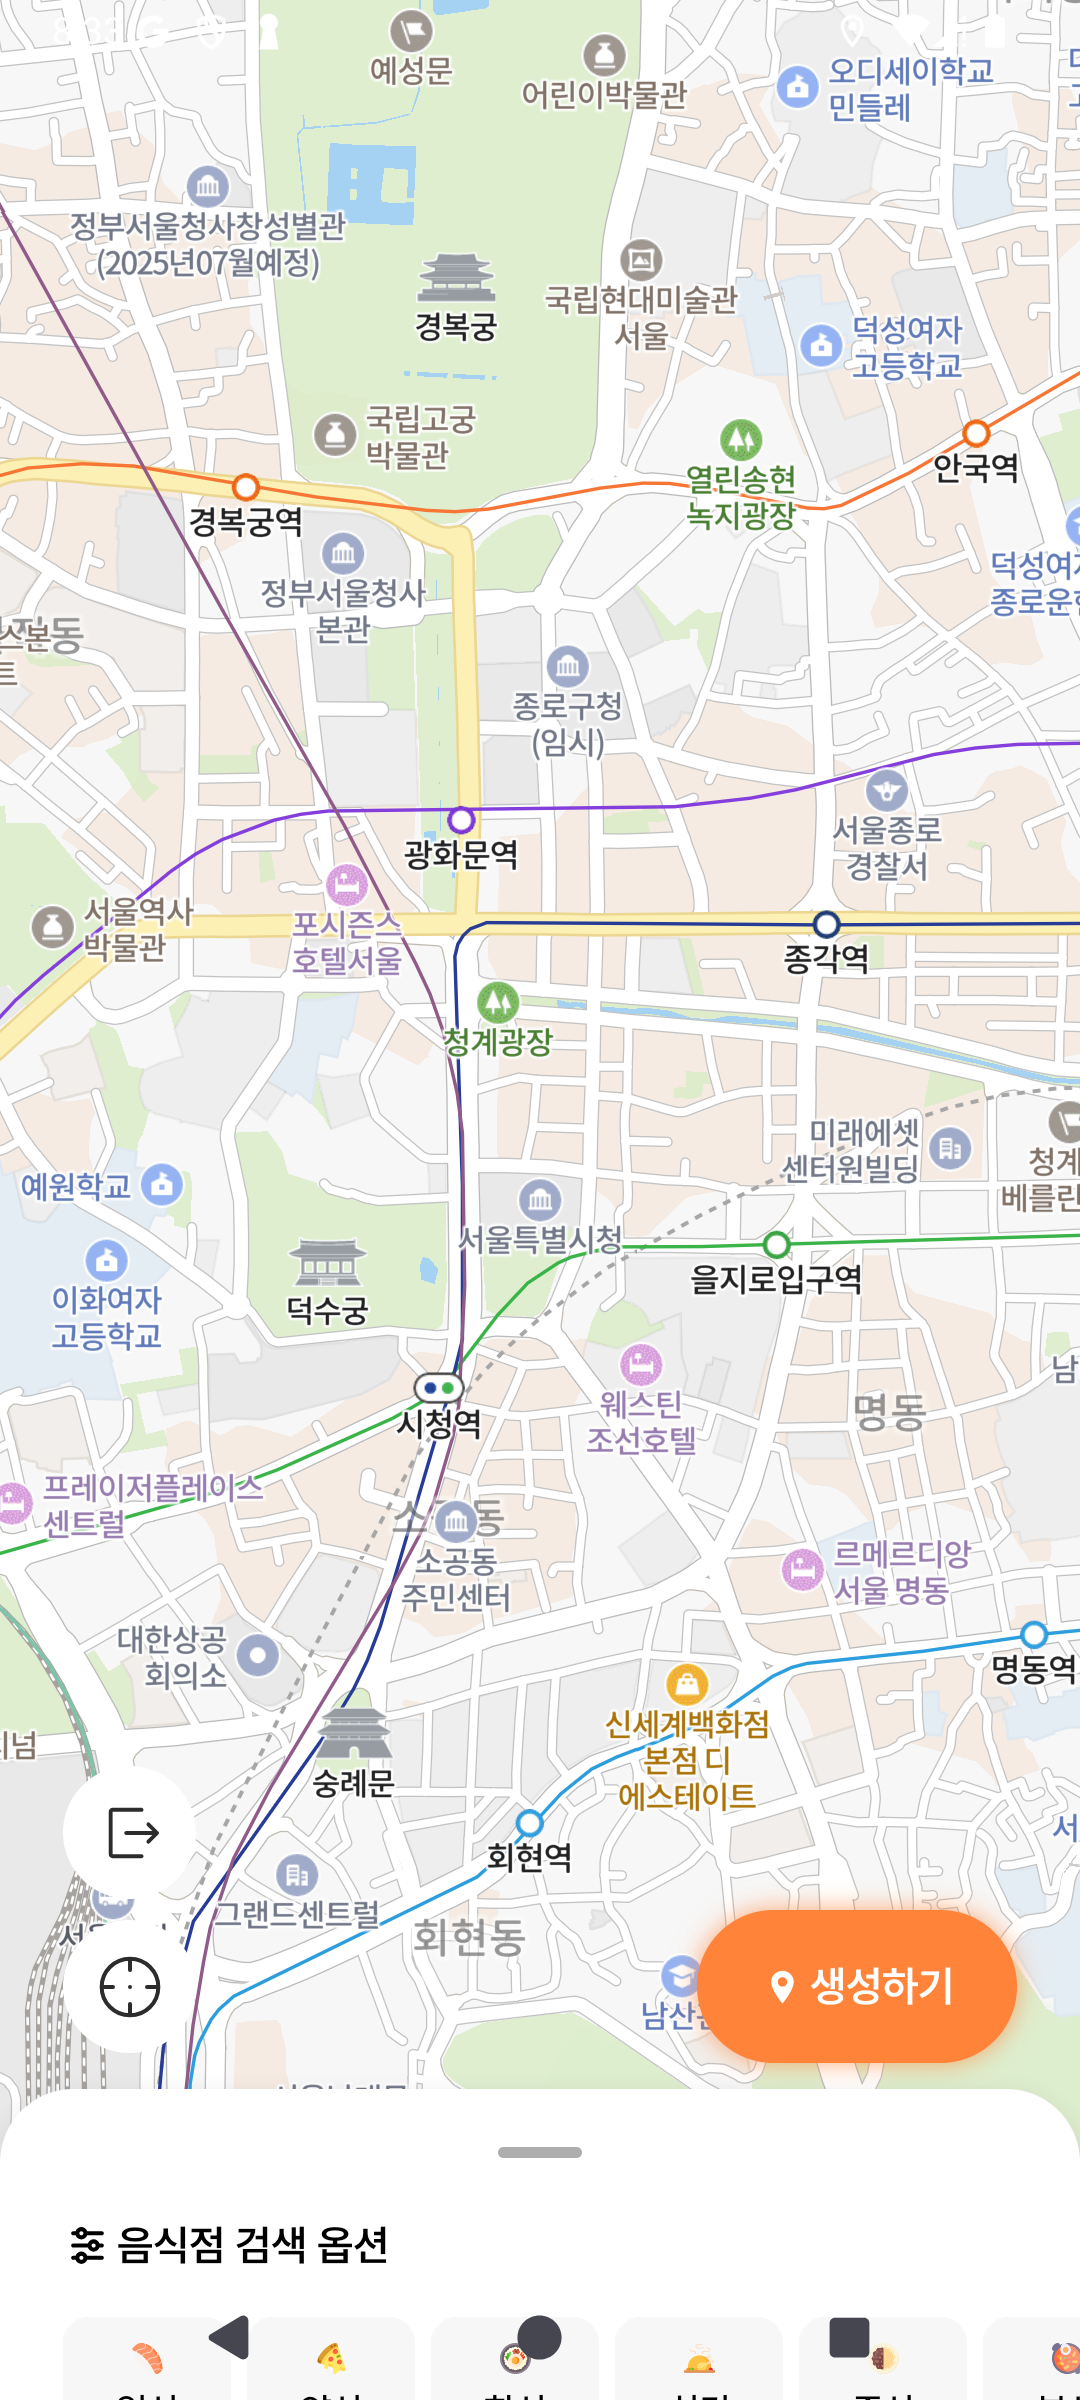 예성문
어린이박물관
오디세이학교
민들레
정부서울청사창성별관
(2025년07월예정)
경복궁
국립현대미술관
서울
덕성여자
고등학교
국립고궁
박물관
열린송현
녹지광장
안국역
경복궁역
정부서울청사
본관
종로구청
(임시)
광화문역
서울종로
경찰서
서울역사
박물관
포시즌스
호텔서울
종각역
청계광장
미래에셋
센터원빌딩
청계
베를린
예원학교
서울특별시청
을지로입구역
이화여자
고등학교
덕수궁
시청역
웨스틴
조선호텔
명동
프레이저플레이스
센트럴
소공동
주민센터
르메르디앙
서울 명동
대한상공
회의소
명동역
신세계백화점
본점 디
에스테이트
숭례문
회현역
그랜드센트럴
회현동
생성하기
음식점 검색 옵션